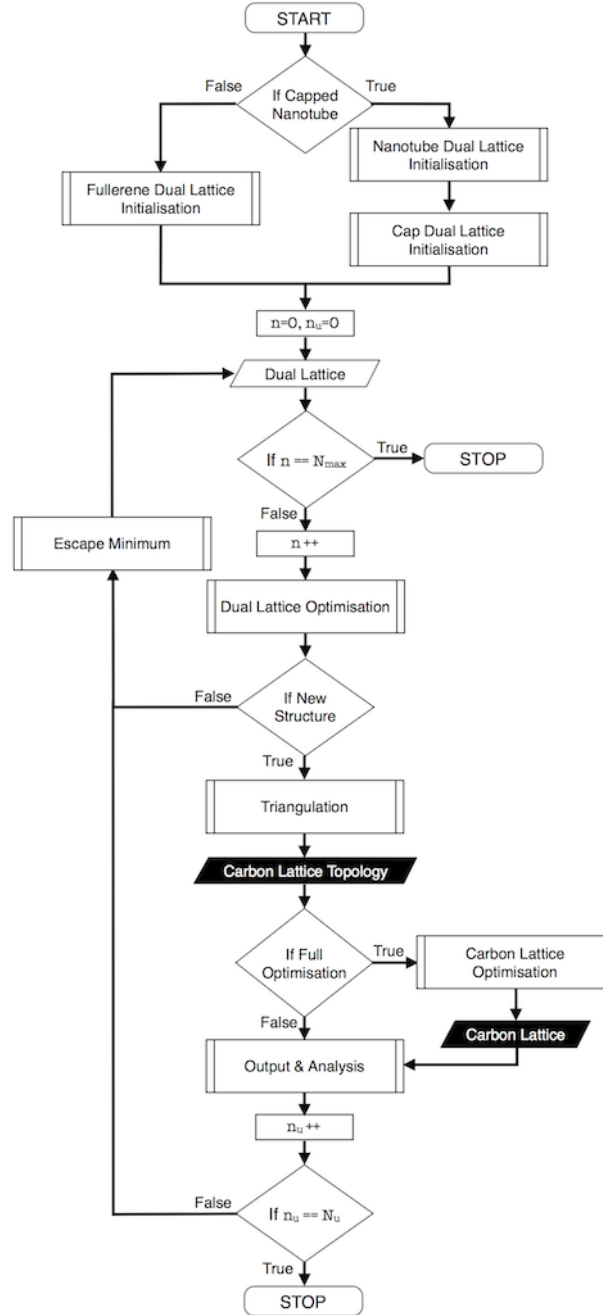 START
False
True
If Capped
Nanotube
Nanotube Dual Lattice
Initialisation
Fullerene Dual Lattice
Initialisation
Cap Dual Lattice
Initialisation
n=0, nᵤ=0
Dual Lattice
If n == Nₘₐₓ
True
STOP
False
Escape Minimum
n++
Dual Lattice Optimisation
False
If New
Structure
True
Triangulation
Carbon Lattice Topology
If Full
Optimisation
True
Carbon Lattice
Optimisation
False
Carbon Lattice
Output & Analysis
nᵤ++
False
If nᵤ == Nᵤ
True
STOP